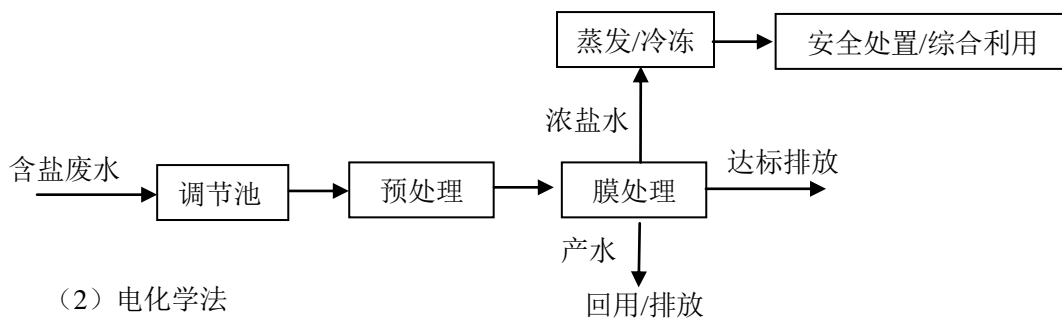 蒸发/冷冻
安全处置/综合利用
浓盐水
含盐废水
达标排放
调节池
预处理
膜处理
产水
（2）电化学法
回用/排放